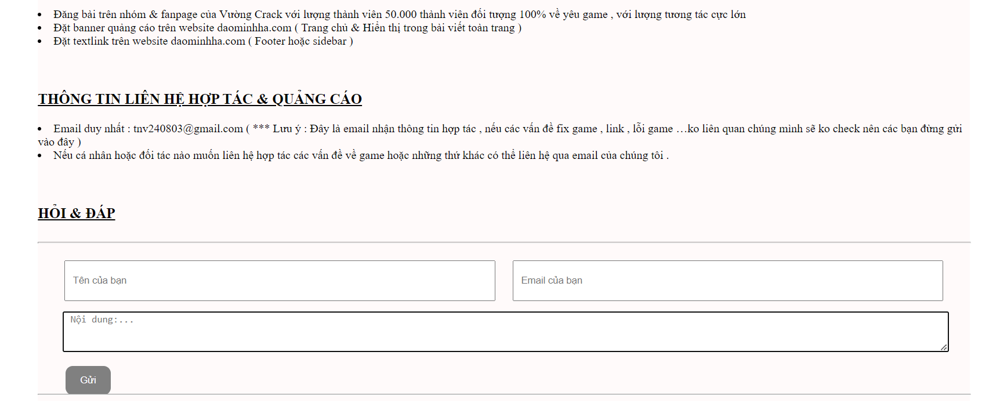 Đăng bài trên nhóm & fanpage của Vường Crack với lượng thành viên 50.000 thành viên đối tượng 100% về yêu game , với lượng tương tác cực lớn
Đặt banner quảng cáo trên website daominhha.com ( Trang chủ & Hiển thị trong bài viết toàn trang )
Đặt textlink trên website daominhha.com ( Footer hoặc sidebar )
THÔNG TIN LIÊN HỆ HỢP TÁC & QUẢNG CÁO
Email duy nhất : tnv240803@gmail.com ( *** Lưu ý : Đây là email nhận thông tin hợp tác , nếu các vấn đề fix game , link , lỗi game …ko liên quan chúng mình sẽ ko check nên các bạn đừng gửi
vào đây )
Nếu cá nhân hoặc đối tác nào muốn liên hệ hợp tác các vấn đề về game hoặc những thứ khác có thể liên hệ qua email của chúng tôi .
HỎI & ĐÁP
Tên của bạn
Email của bạn
Nội dung:...
Gửi